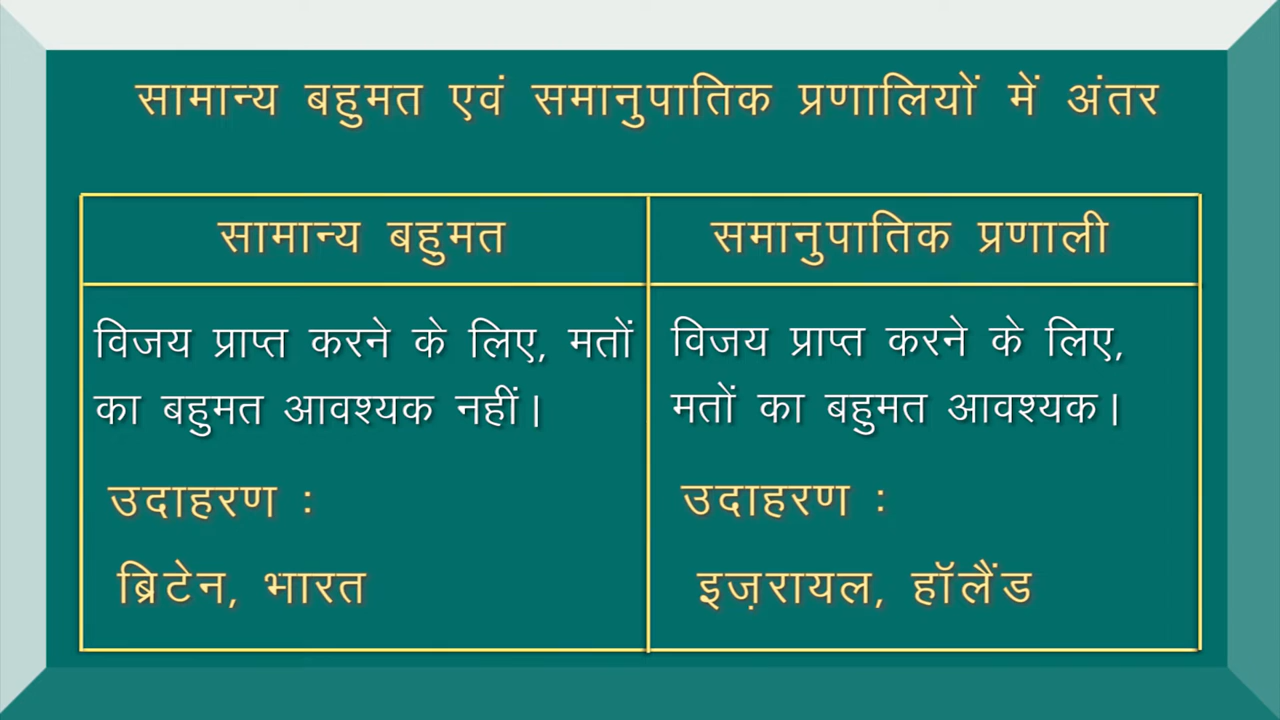 सामान्य बहुमत एवं समानुपातिक प्रणालियों में अंतर
सामान्य बहुमत
समानुपातिक प्रणाली
विजय प्राप्त करने के लिए, मतों
का बहुमत आवश्यक नहीं।
उदाहरण :
ब्रिटेन, भारत
विजय प्राप्त करने के लिए,
मतों का बहुमत आवश्यक।
उदाहरण :
इज़रायल, हॉलैंड